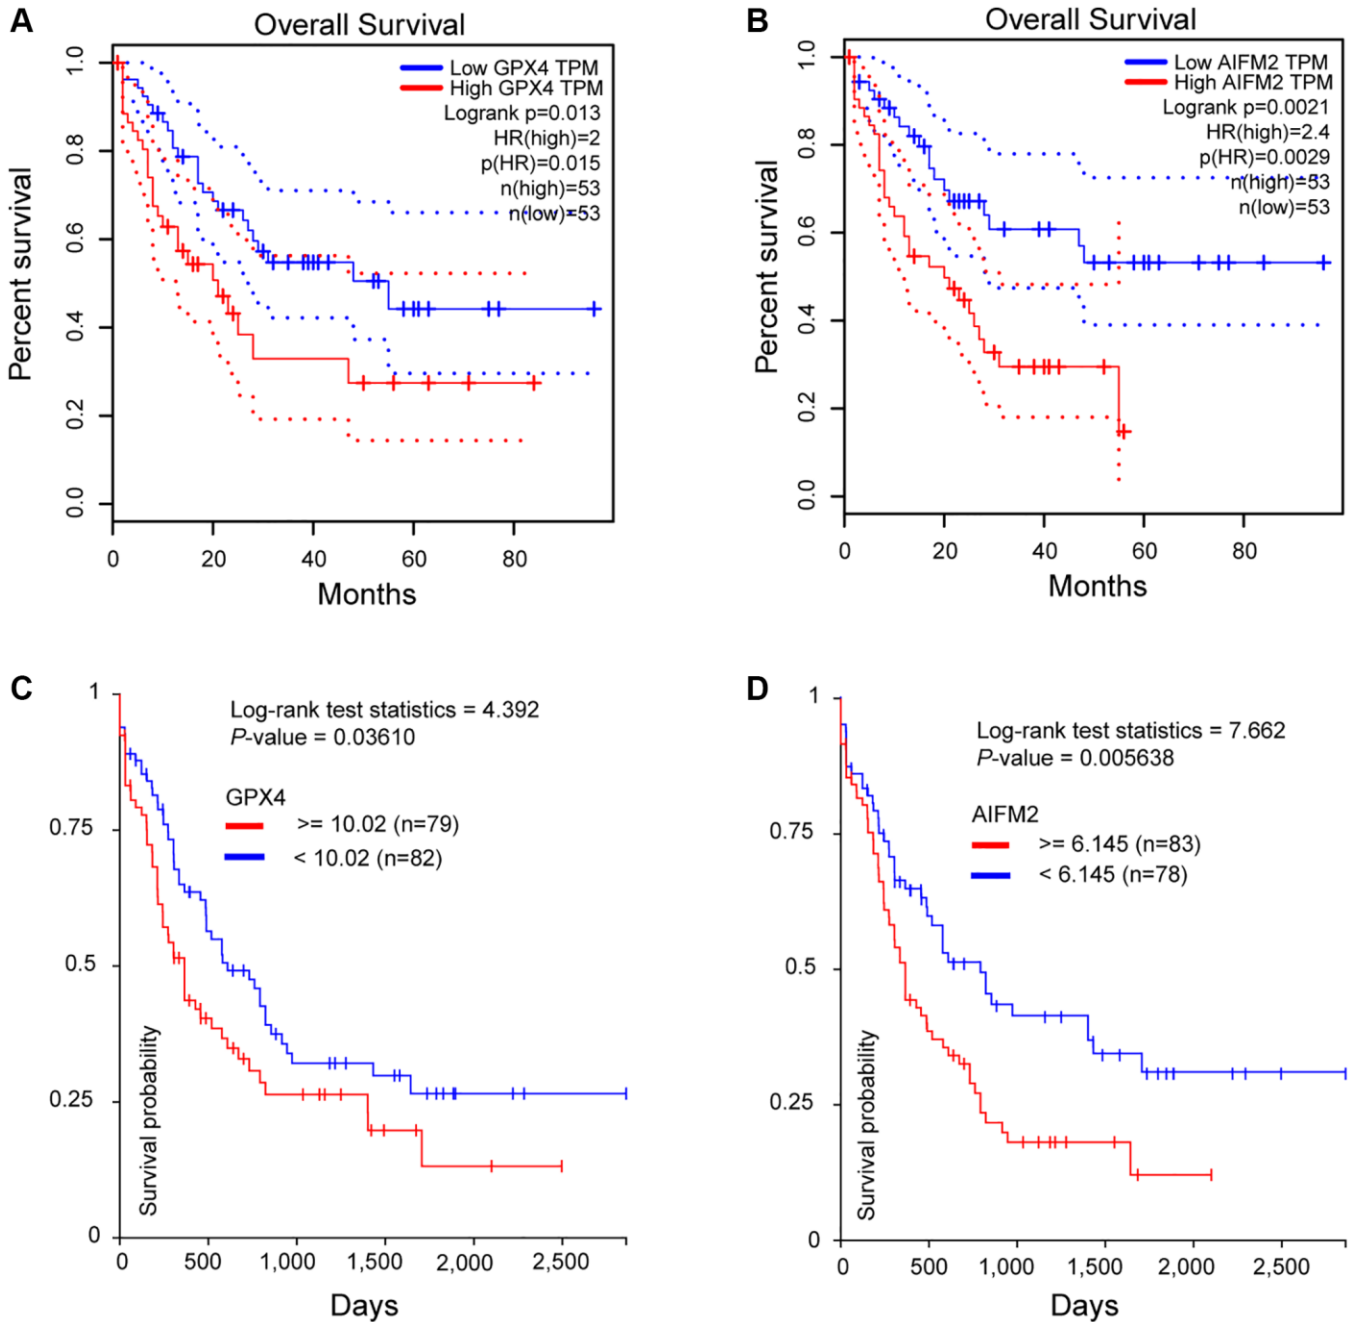 A
Overall Survival
Low GPX4 TPM
High GPX4 TPM
Logrank p=0.013
HR(high)=2
p(HR)=0.015
n(high)=53
n(low)=53
Percent survival
1.0
0.8
0.6
0.4
0.2
0.0
0 20 40 60 80
Months
B
Overall Survival
Low AIFM2 TPM
High AIFM2 TPM
Logrank p=0.0021
HR(high)=2.4
p(HR)=0.0029
n(high)=53
n(low)=53
Percent survival
1.0
0.8
0.6
0.4
0.2
0.0
0 20 40 60 80
Months
C
Log-rank test statistics = 4.392
P-value = 0.03610
GPX4
>= 10.02 (n=79)
< 10.02 (n=82)
1
0.75
0.5
0.25
0
Survival probability
0 500 1,000 1,500 2,000 2,500
Days
D
Log-rank test statistics = 7.662
P-value = 0.005638
AIFM2
>= 6.145 (n=83)
< 6.145 (n=78)
1
0.75
0.5
0.25
0
Survival probability
0 500 1,000 1,500 2,000 2,500
Days